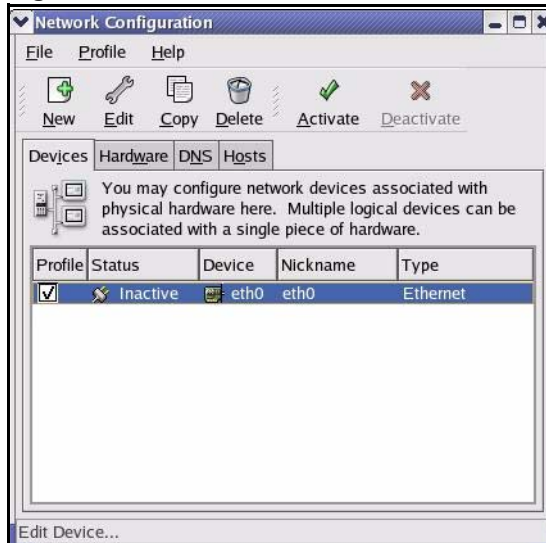 Network Configuration
File Profile Help
New Edit Copy Delete Activate Deactivate
Devices Hardware DNS Hosts
You may configure network devices associated with
physical hardware here. Multiple logical devices can be
associated with a single piece of hardware.
Profile Status Device Nickname Type
Inactive eth0 eth0 Ethernet
Edit Device...